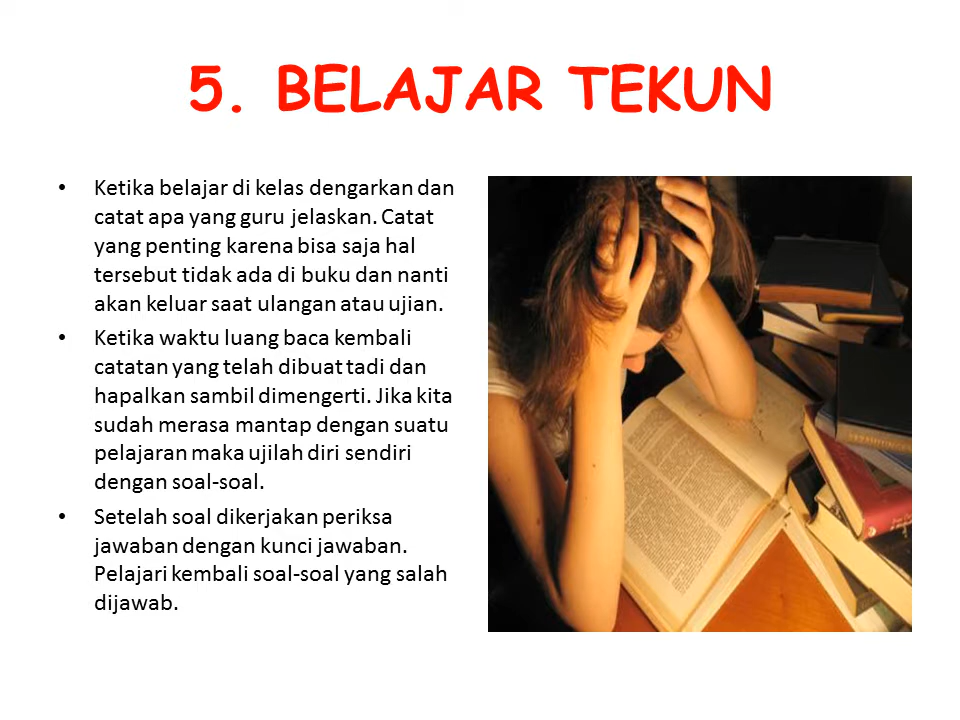 5. BELAJAR TEKUN
• Ketika belajar di kelas dengarkan dan
catat apa yang guru jelaskan. Catat
yang penting karena bisa saja hal
tersebut tidak ada di buku dan nanti
akan keluar saat ulangan atau ujian.
• Ketika waktu luang baca kembali
catatan yang telah dibuat tadi dan
hapalkan sambil dimengerti. Jika kita
sudah merasa mantap dengan suatu
pelajaran maka ujilah diri sendiri
dengan soal-soal.
• Setelah soal dikerjakan periksa
jawaban dengan kunci jawaban.
Pelajari kembali soal-soal yang salah
dijawab.